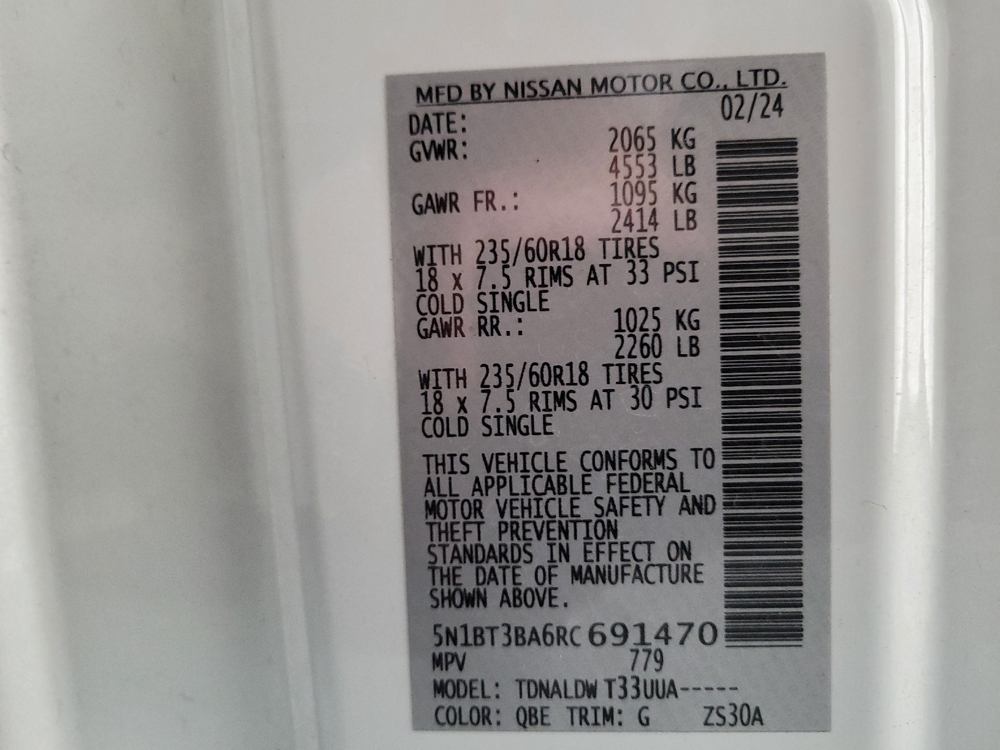 MFD BY NISSAN MOTOR CO., LTD.
DATE: 02/24
GVWR: 2065 KG
4553 LB
GAWR FR.: 1095 KG
2414 LB
WITH 235/60R18 TIRES
18 x 7.5 RIMS AT 33 PSI
COLD SINGLE
GAWR RR.: 1025 KG
2260 LB
WITH 235/60R18 TIRES
18 x 7.5 RIMS AT 30 PSI
COLD SINGLE
THIS VEHICLE CONFORMS TO
ALL APPLICABLE FEDERAL
MOTOR VEHICLE SAFETY AND
THEFT PREVENTION
STANDARDS IN EFFECT ON
THE DATE OF MANUFACTURE
SHOWN ABOVE.
5N1BT3BA6RC691470
MPV 779
MODEL: TDNALDW T33UUA-----
COLOR: QBE TRIM: G ZS30A